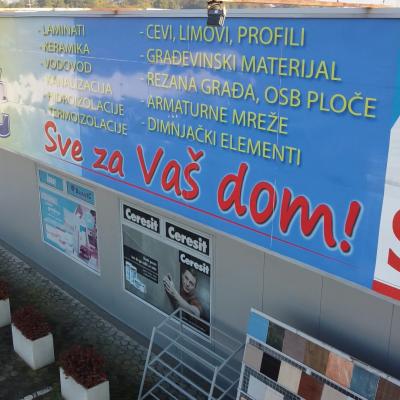 - LAMINATI
- KERAMIKA
- VODOVOD
- KANALIZACIJA
- HIDROIZOLACIJE
- TERMOIZOLACIJE
- CEVI, LIMOVI, PROFILI
- GRAĐEVINSKI MATERIJAL
- REZANA GRAĐA, OSB PLOČE
- ARMATURNE MREŽE
- DIMNJAČKI ELEMENTI
Sve za Vaš dom!
Ceresit
Ceresit
Ceresit